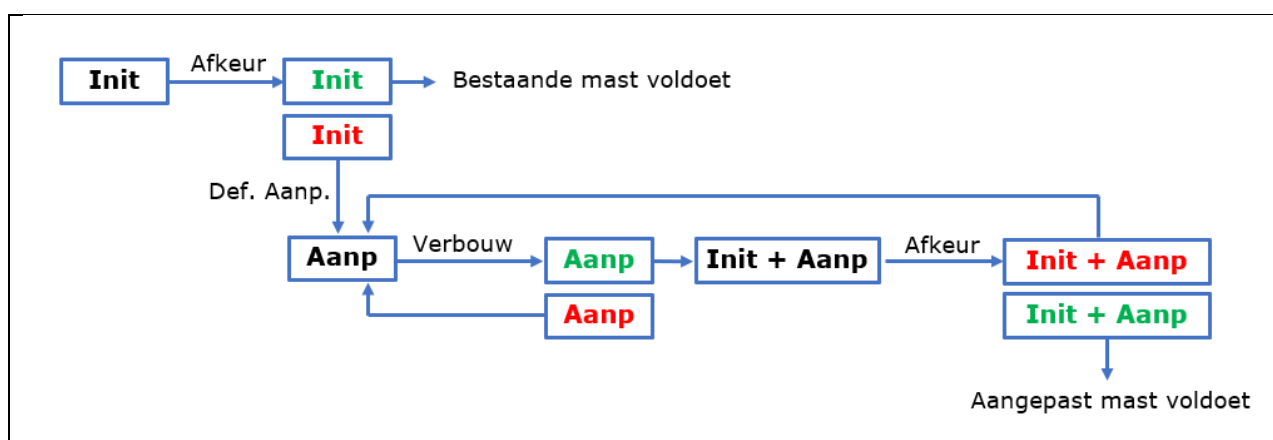 Afkeur
Init
Init
Bestaande mast voldoet
Init
Def. Aanp.
Aanp
Verbouw
Aanp
Init + Aanp
Afkeur
Init + Aanp
Aanp
Init + Aanp
Aangepast mast voldoet